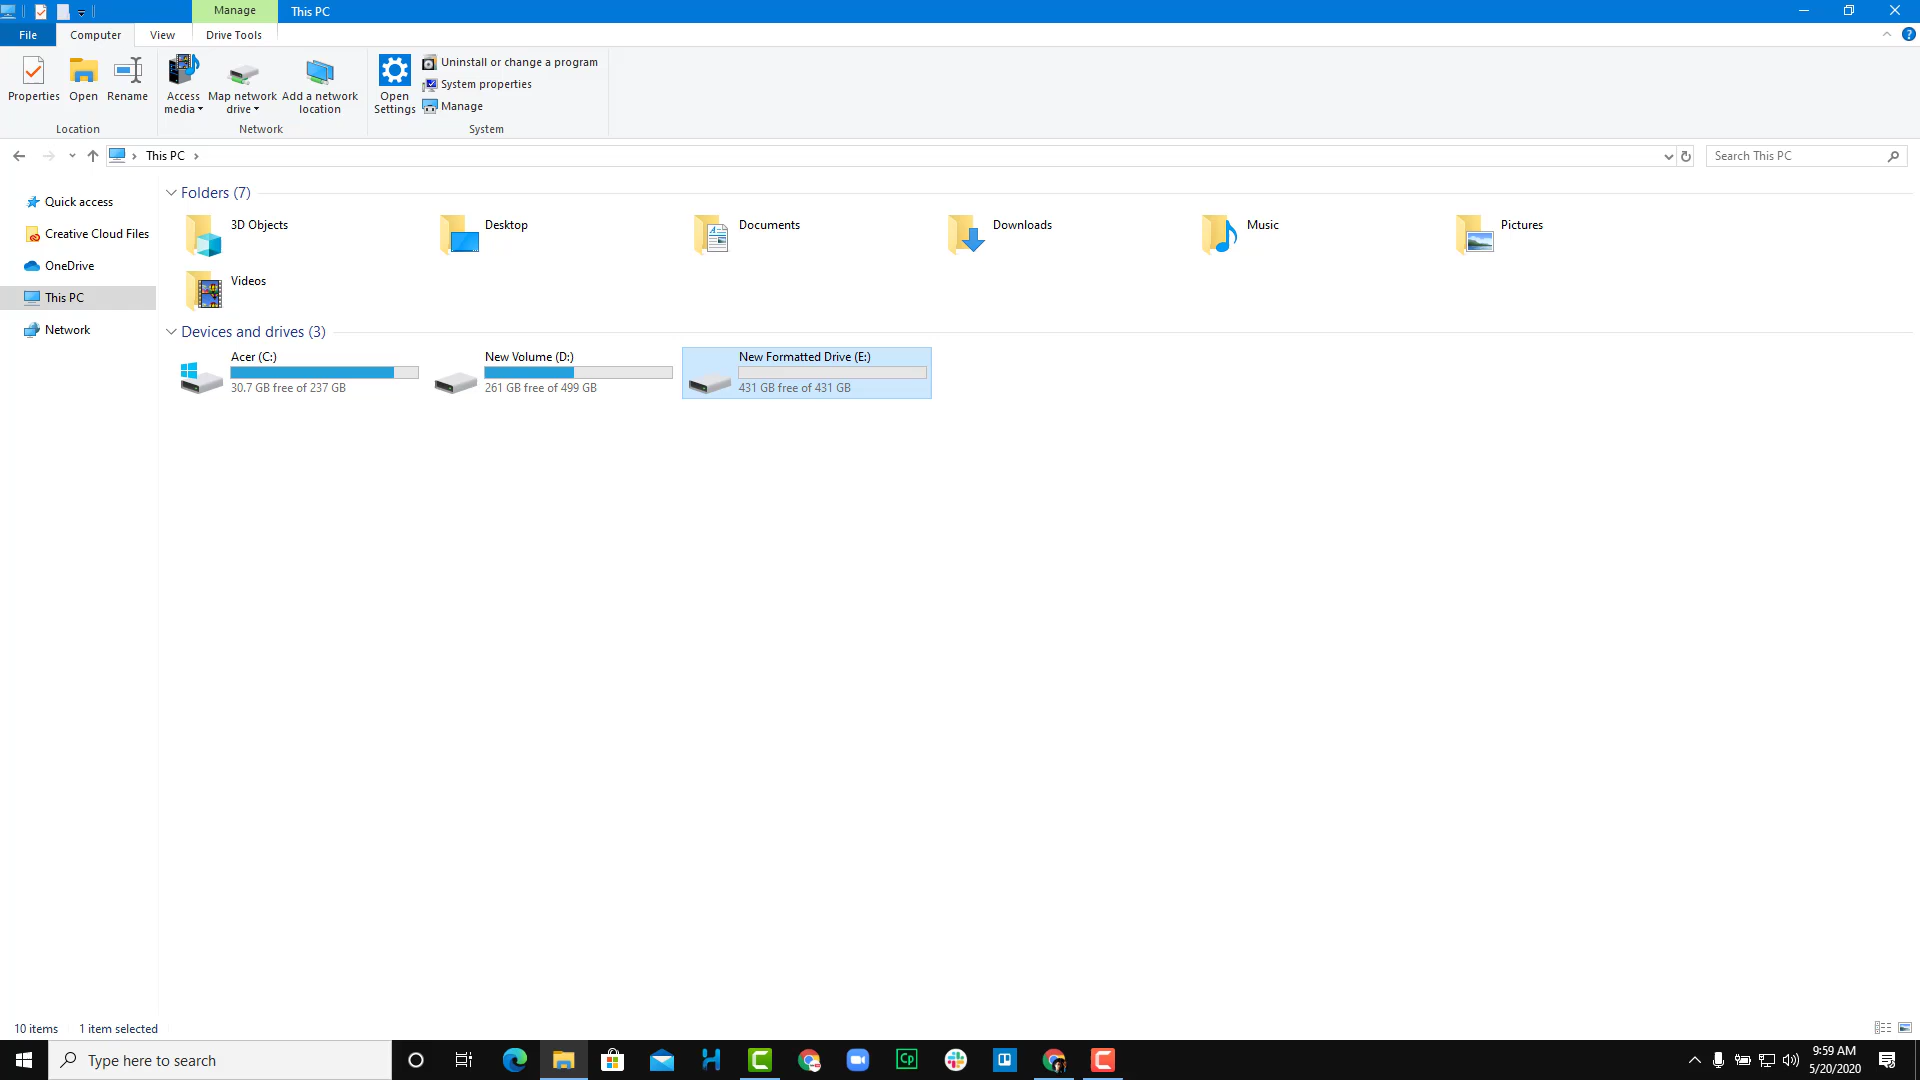 Manage
This PC
File
Computer
View
Drive Tools
Properties
Open
Rename
Access
media
Map network
drive
Add a network
location
Open
Settings
Uninstall or change a program
System properties
Manage
Location
Network
System
This PC
Search This PC
Quick access
Creative Cloud Files
OneDrive
This PC
Network
Folders (7)
3D Objects
Desktop
Documents
Downloads
Music
Pictures
Videos
Devices and drives (3)
Acer (C:)
30.7 GB free of 237 GB
New Volume (D:)
261 GB free of 499 GB
New Formatted Drive (E:)
431 GB free of 431 GB
10 items
1 item selected
Type here to search
Cp
9:59 AM
5/20/2020